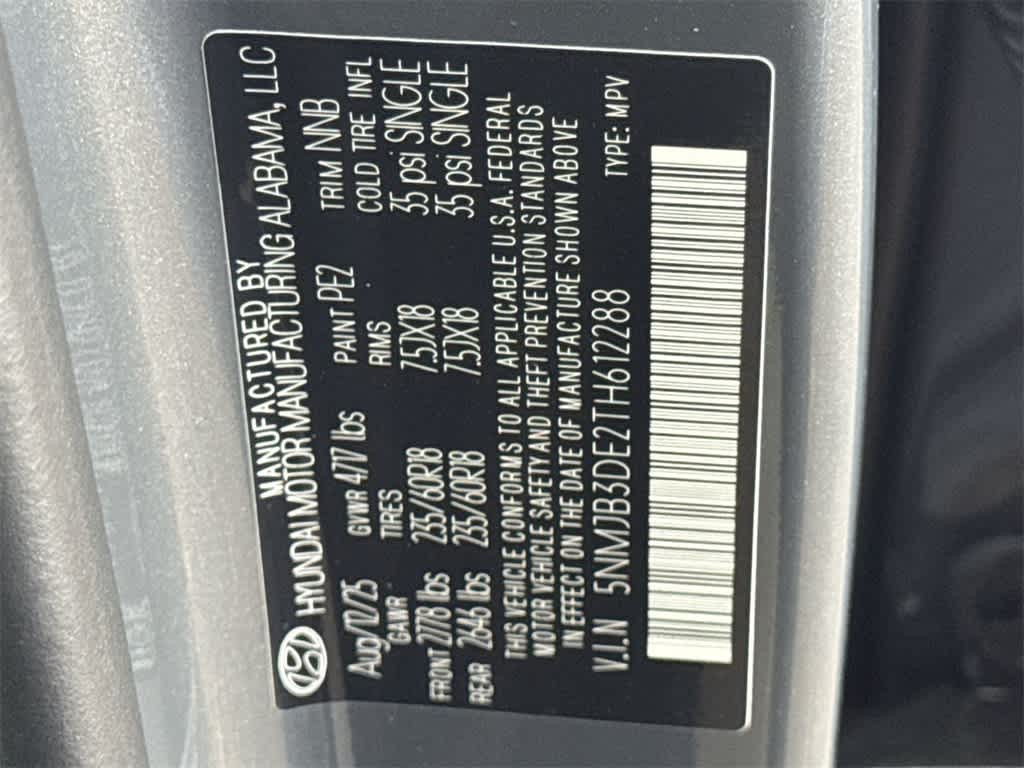 MANUFACTURED BY
HYUNDAI MOTOR MANUFACTURING ALABAMA, LLC
Aug/12/25 GVWR 4717 lbs PAINT PE2 TRIM NNB
GAWR TIRES RIMS COLD TIRE INFL
FRONT 2778 lbs 235/60R18 7.5JX18 35 psi SINGLE
REAR 2646 lbs 235/60R18 7.5JX18 35 psi SINGLE
THIS VEHICLE CONFORMS TO ALL APPLICABLE U.S.A. FEDERAL
MOTOR VEHICLE SAFETY AND THEFT PREVENTION STANDARDS
IN EFFECT ON THE DATE OF MANUFACTURE SHOWN ABOVE
V.I.N 5NMJB3DE2TH612288 TYPE: MPV